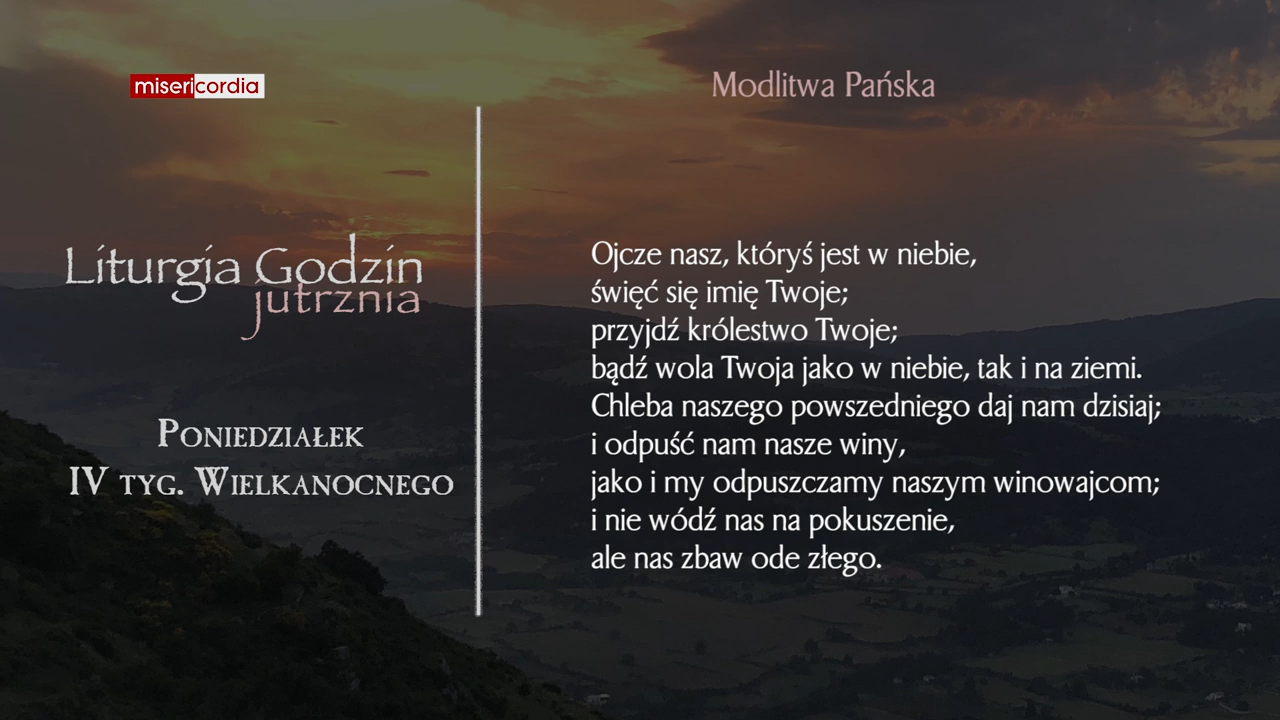 misericordia
Liturgia Godzin
jutrznia
Poniedziałek
IV tyg. Wielkanocnego
Modlitwa Pańska
Ojcze nasz, któryś jest w niebie,
święć się imię Twoje;
przyjdź królestwo Twoje;
bądź wola Twoja jako w niebie, tak i na ziemi.
Chleba naszego powszedniego daj nam dzisiaj;
i odpuść nam nasze winy,
jako i my odpuszczamy naszym winowajcom;
i nie wódź nas na pokuszenie,
ale nas zbaw ode złego.